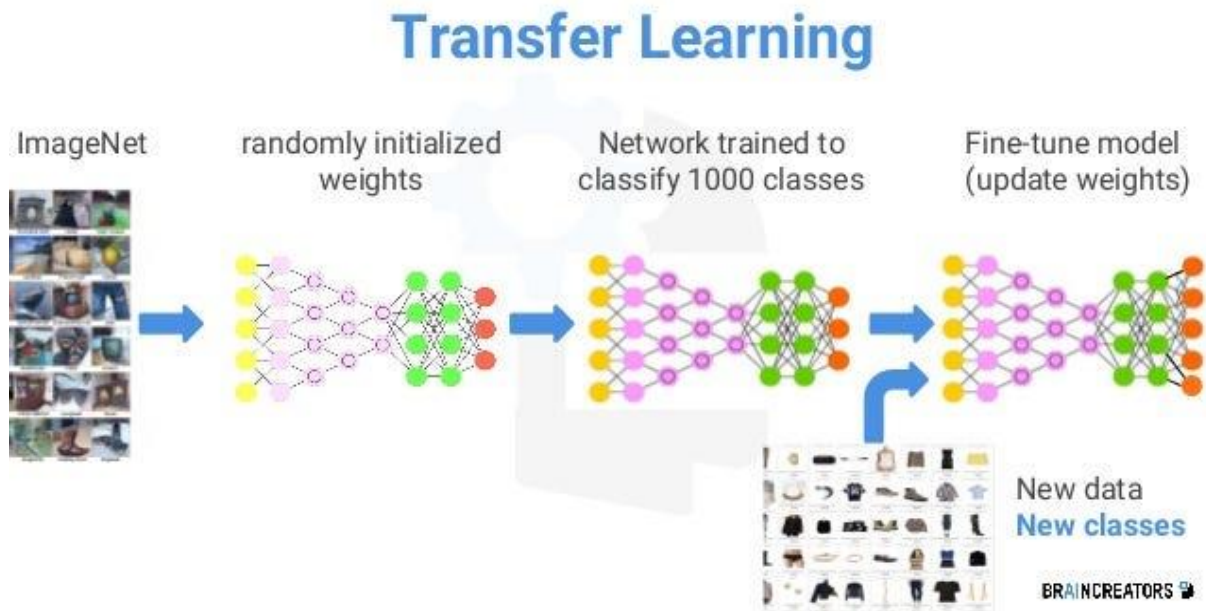 Transfer Learning
ImageNet
randomly initialized
weights
Network trained to
classify 1000 classes
Fine-tune model
(update weights)
New data
New classes
BRAINCREATORS